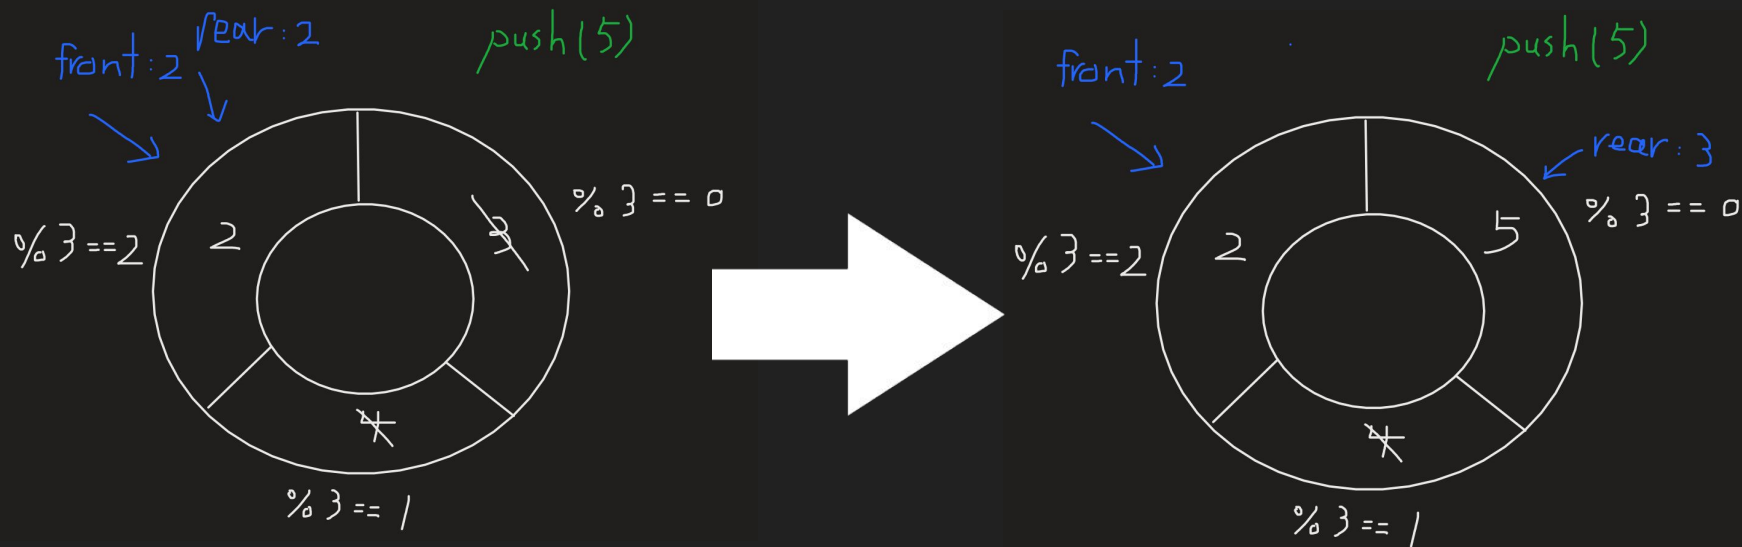 front:2
rear:2
push(5)
% 3 == 0
3
% 3 ==2
2
4
% 3 == 1
front:2
push(5)
rear:3
% 3 == 0
5
% 3 ==2
2
4
% 3 == 1